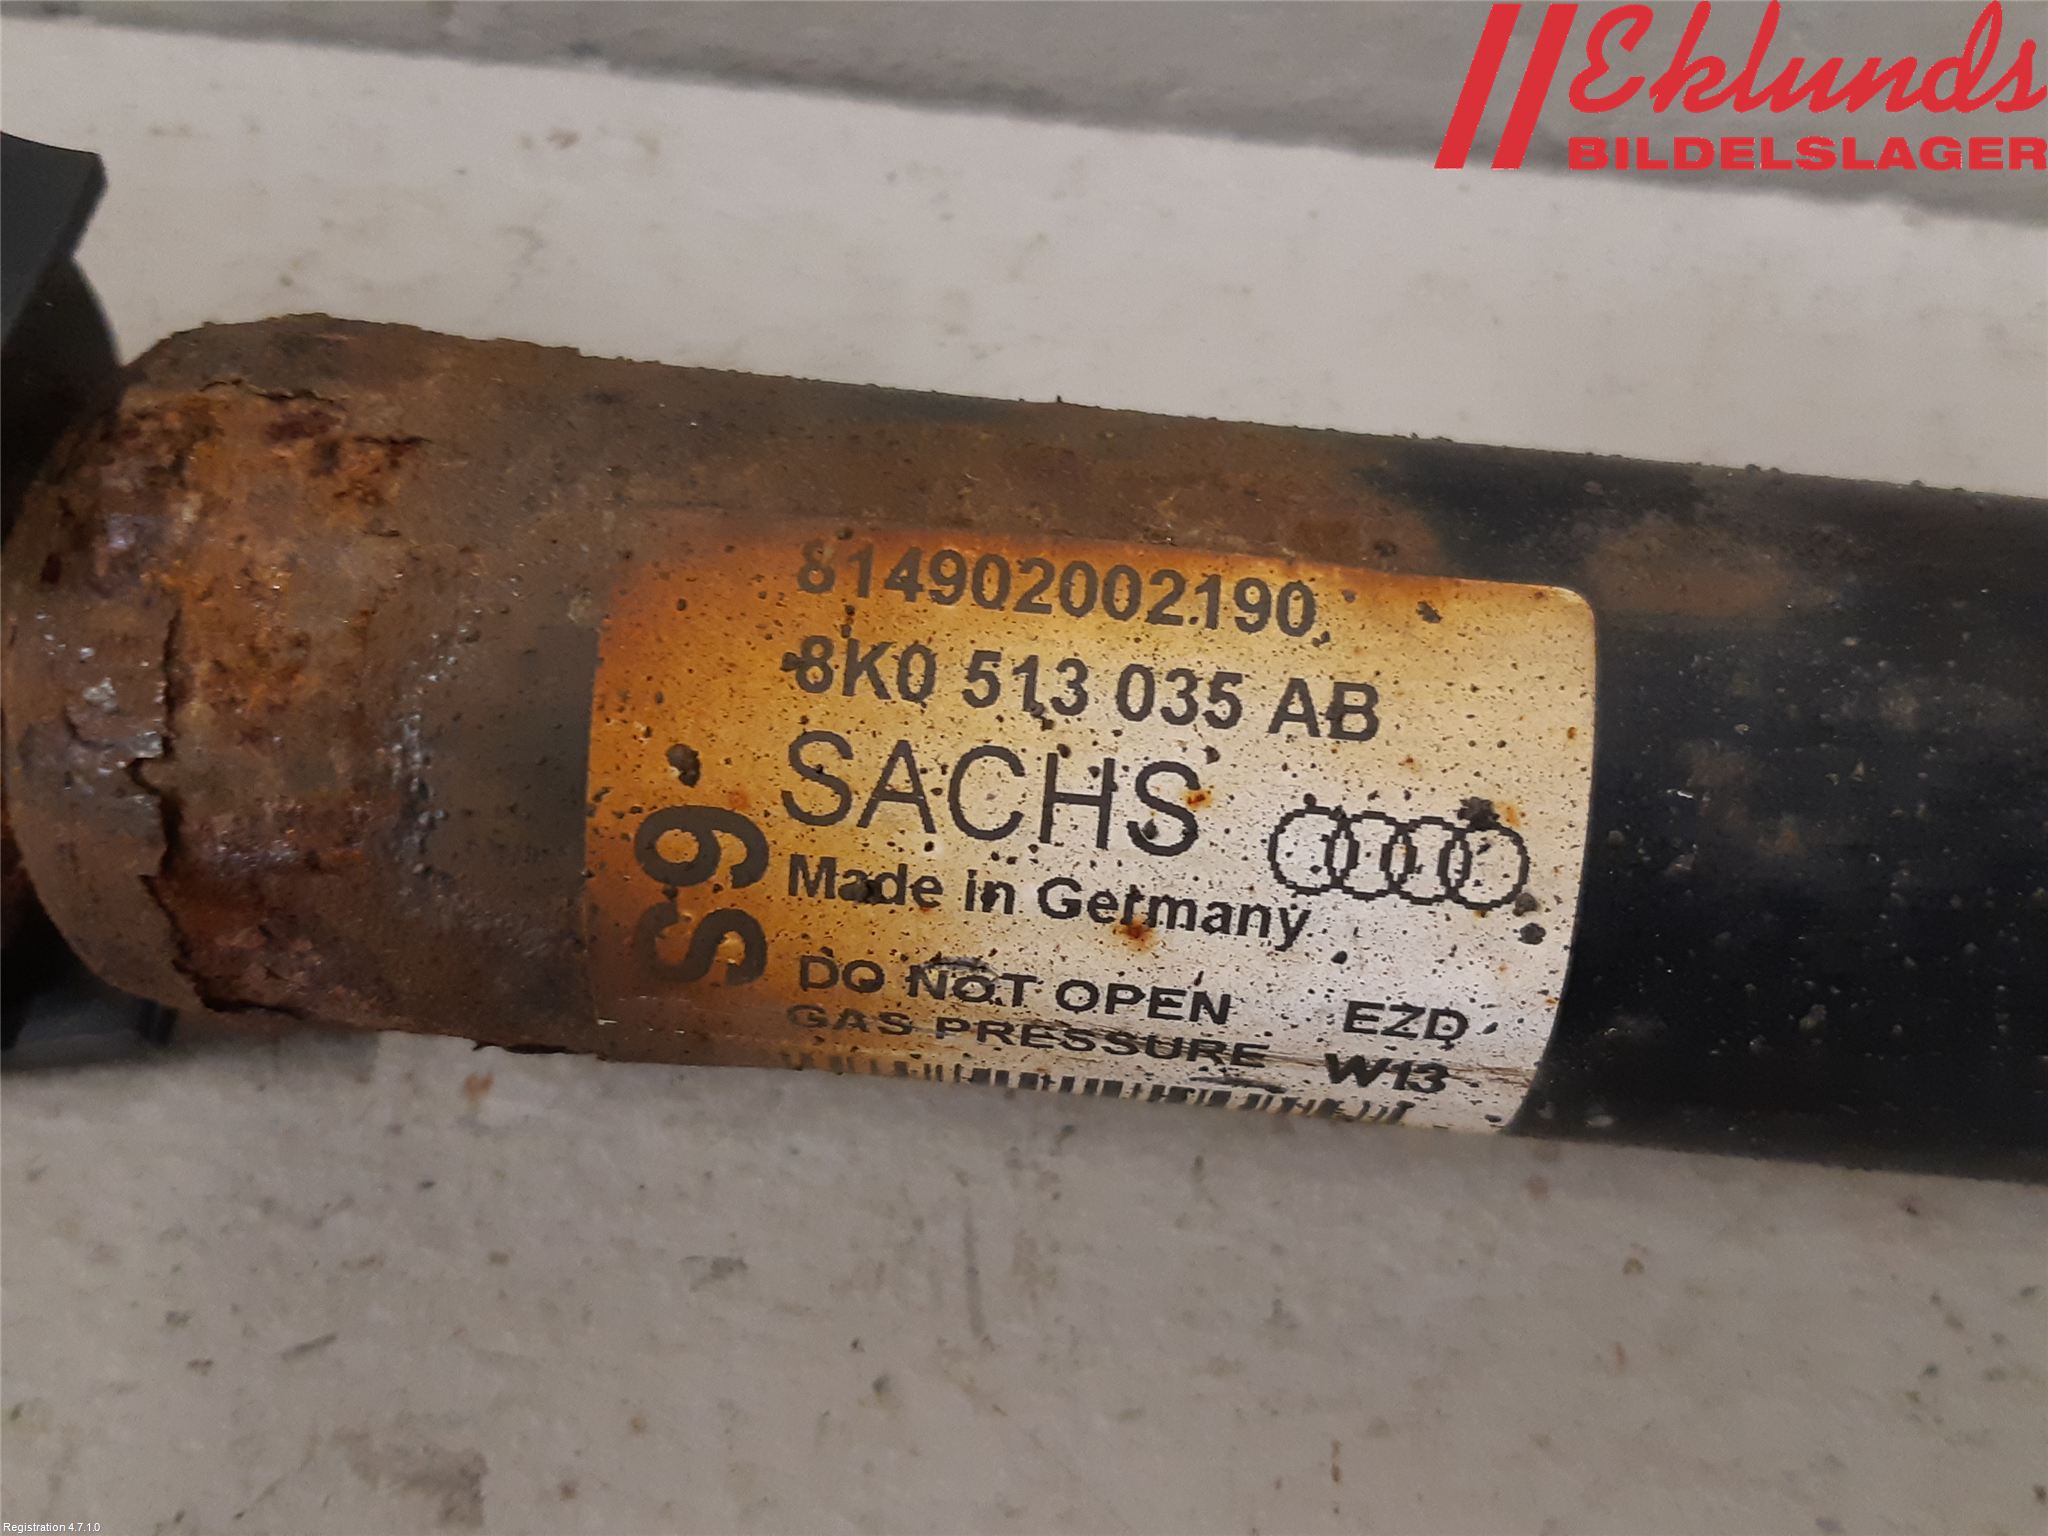 Eklunds
BILDELSLAGER
814902002190
8K0 513 035 AB
SACHS
Made in Germany
DO NOT OPEN EZD
GAS PRESSURE W13
S9
Registration 4.7.1.0